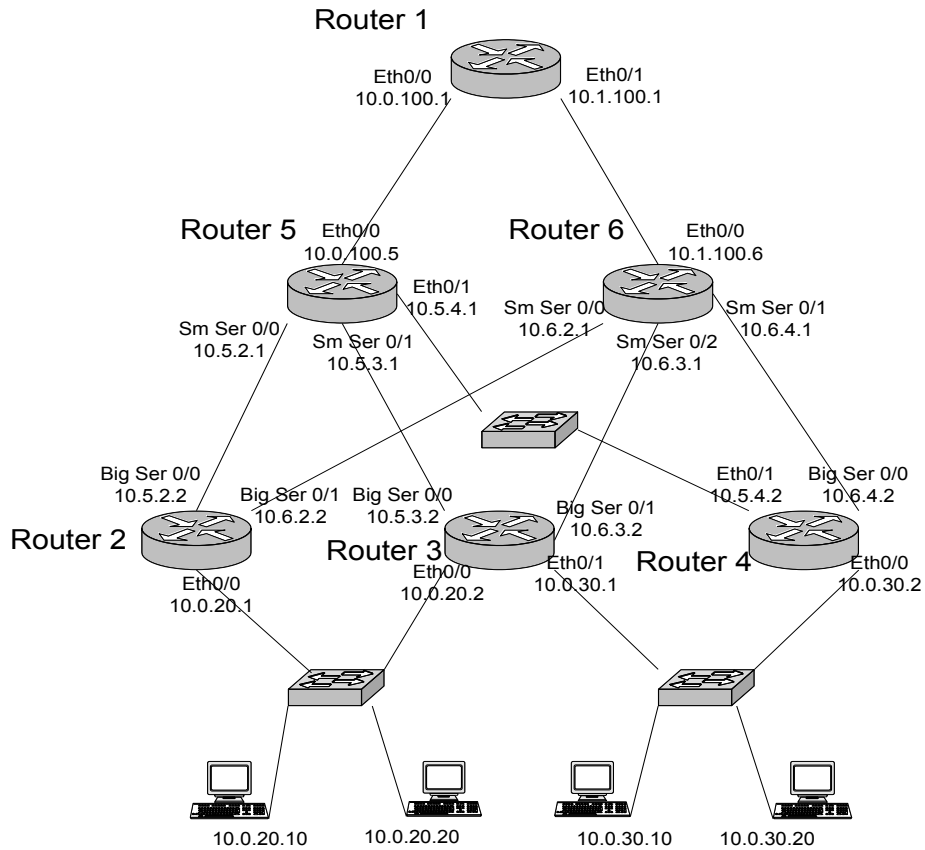 Router 1
Eth0/0
10.0.100.1
Eth0/1
10.1.100.1
Router 5
Eth0/0
10.0.100.5
Router 6
Eth0/0
10.1.100.6
Eth0/1
10.5.4.1
Sm Ser 0/0
10.5.2.1
Sm Ser 0/1
10.5.3.1
Sm Ser 0/0
10.6.2.1
Sm Ser 0/2
10.6.3.1
Sm Ser 0/1
10.6.4.1
Big Ser 0/0
10.5.2.2
Big Ser 0/1
10.6.2.2
Big Ser 0/0
10.5.3.2
Big Ser 0/1
10.6.3.2
Eth0/1
10.5.4.2
Big Ser 0/0
10.6.4.2
Router 2
Router 3
Router 4
Eth0/0
10.0.20.1
Eth0/0
10.0.20.2
Eth0/1
10.0.30.1
Eth0/0
10.0.30.2
10.0.20.10
10.0.20.20
10.0.30.10
10.0.30.20